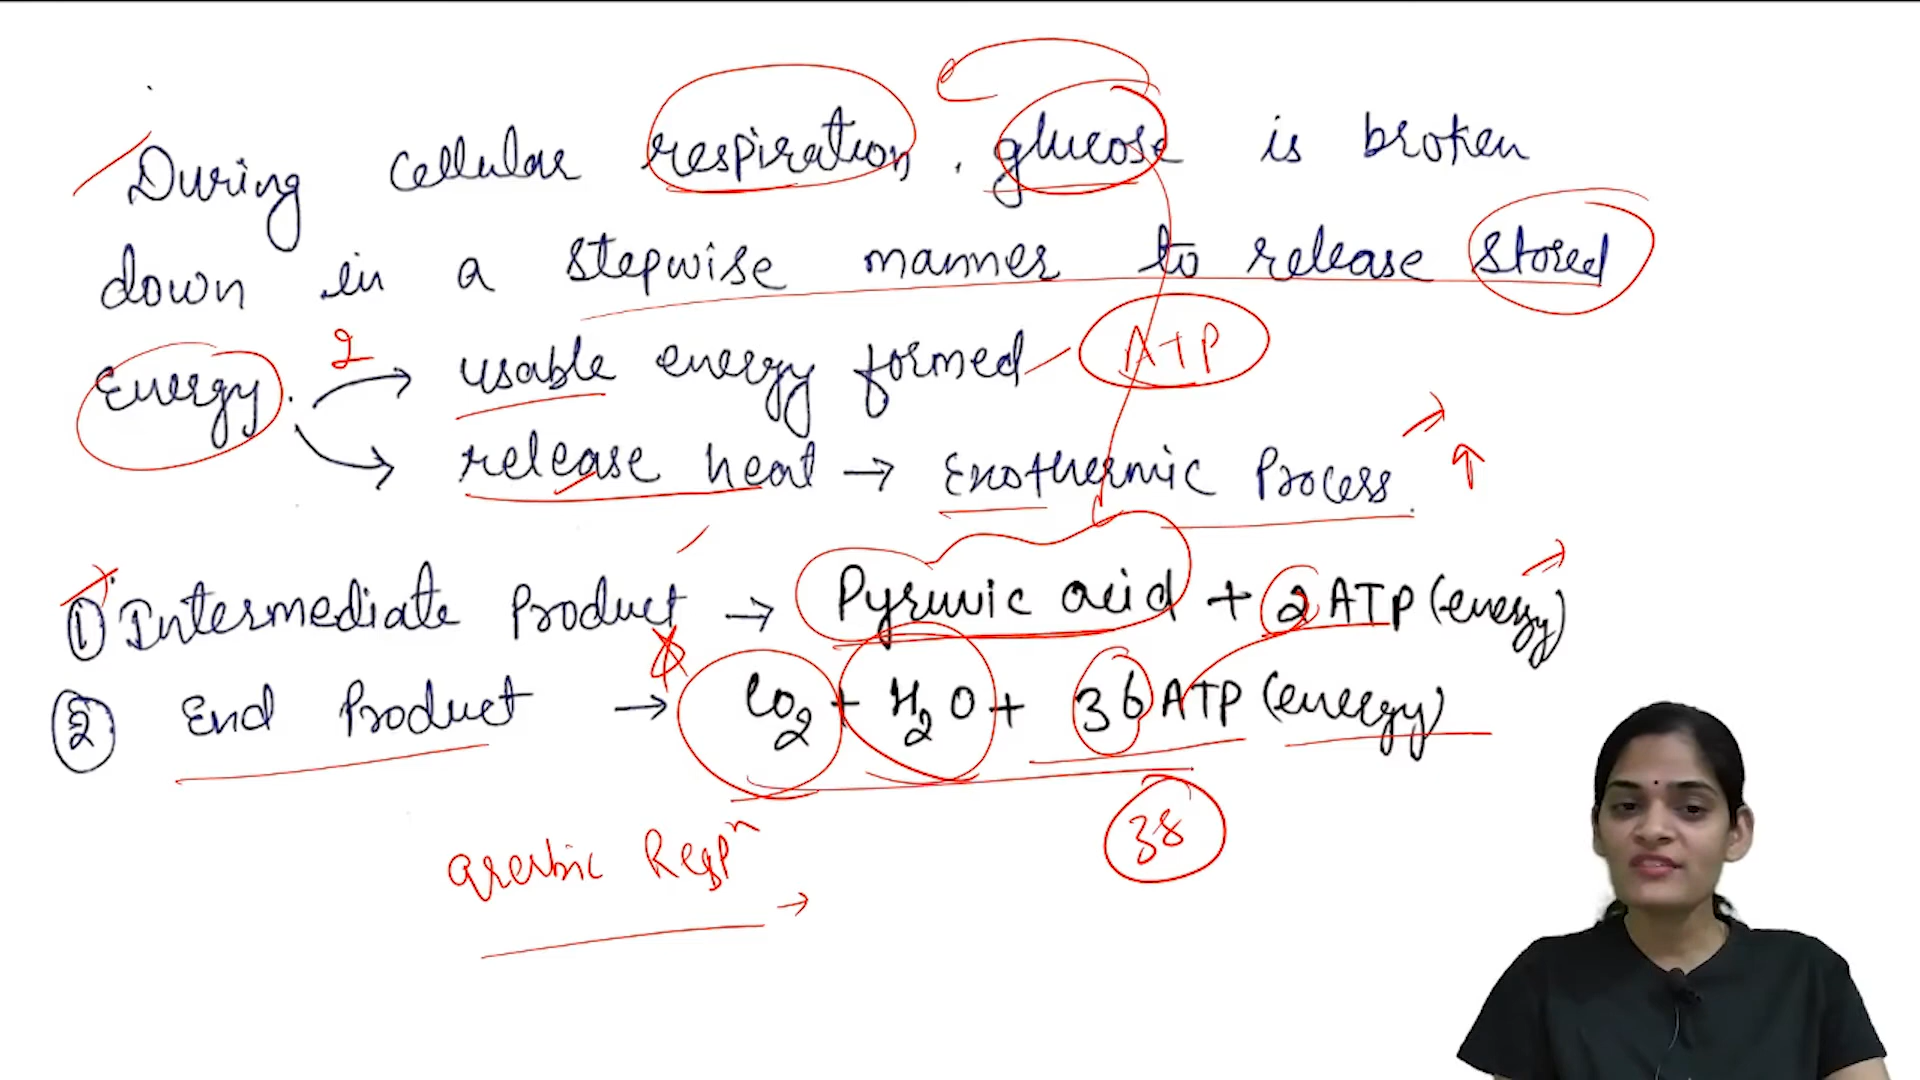 During cellular respiration, glucose is broken
down in a stepwise manner to release stored
Energy. 2 → usable energy formed - ATP
→ release heat → Exothermic Process.
① Intermediate Product → Pyruvic acid + 2 ATP (energy)
② End Product → CO2 + H2O + 36 ATP (energy)
38
Respⁿ →